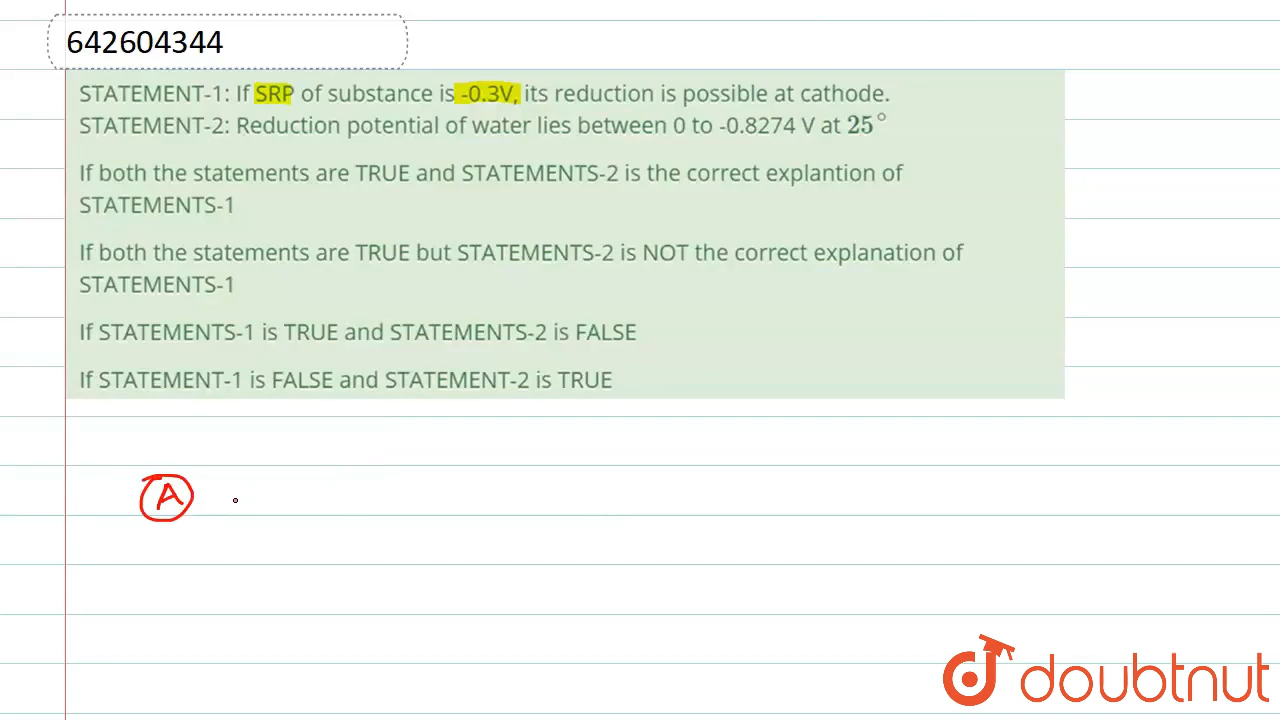 642604344
STATEMENT-1: If SRP of substance is -0.3V, its reduction is possible at cathode.
STATEMENT-2: Reduction potential of water lies between 0 to -0.8274 V at 25°
If both the statements are TRUE and STATEMENTS-2 is the correct explantion of
STATEMENTS-1
If both the statements are TRUE but STATEMENTS-2 is NOT the correct explanation of
STATEMENTS-1
If STATEMENTS-1 is TRUE and STATEMENTS-2 is FALSE
If STATEMENT-1 is FALSE and STATEMENT-2 is TRUE
A
doubtnut